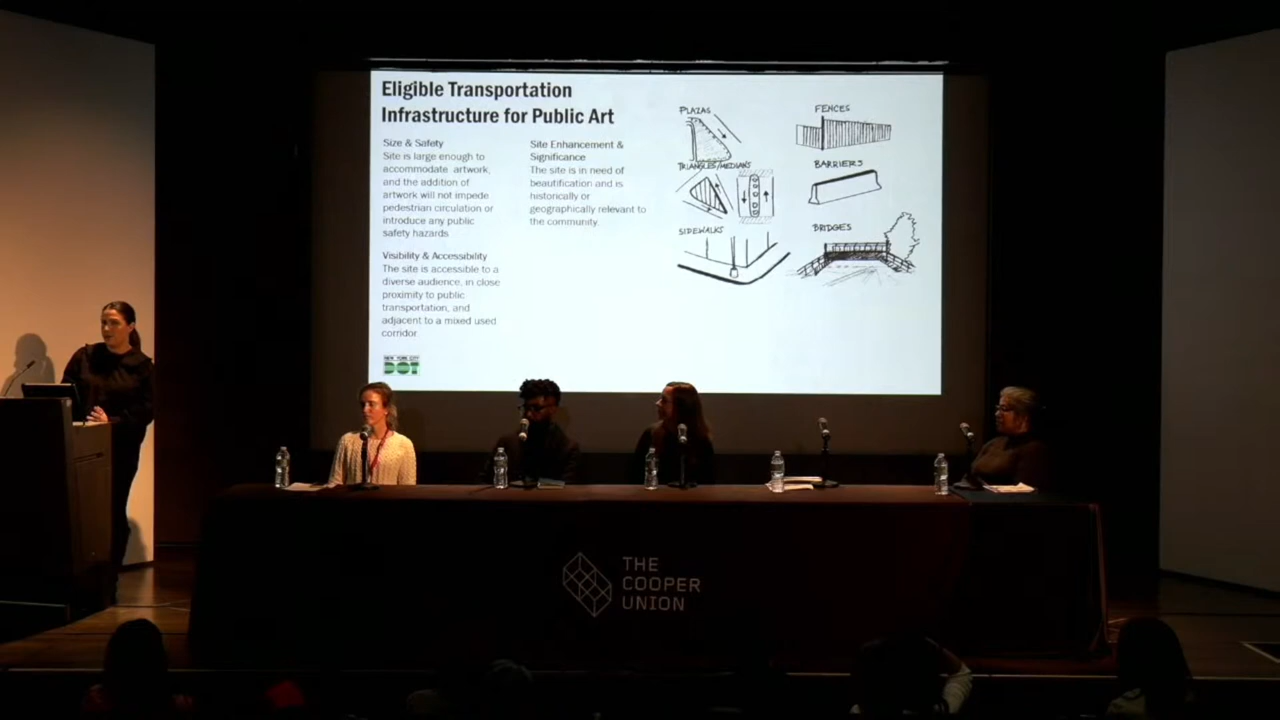 Eligible Transportation
Infrastructure for Public Art
Size & Safety
Site is large enough to
accommodate artwork,
and the addition of
artwork will not impede
pedestrian circulation or
introduce any public
safety hazards
Visibility & Accessibility
The site is accessible to a
diverse audience, in close
proximity to public
transportation, and
adjacent to a mixed used
corridor
Site Enhancement &
Significance
The site is in need of
beautification and is
historically or
geographically relevant to
the community.
PLAZAS
FENCES
TRIANGLES/MEDIANS
BARRIERS
SIDEWALKS
BRIDGES
NEW YORK CITY
DOT
THE
COOPER
UNION